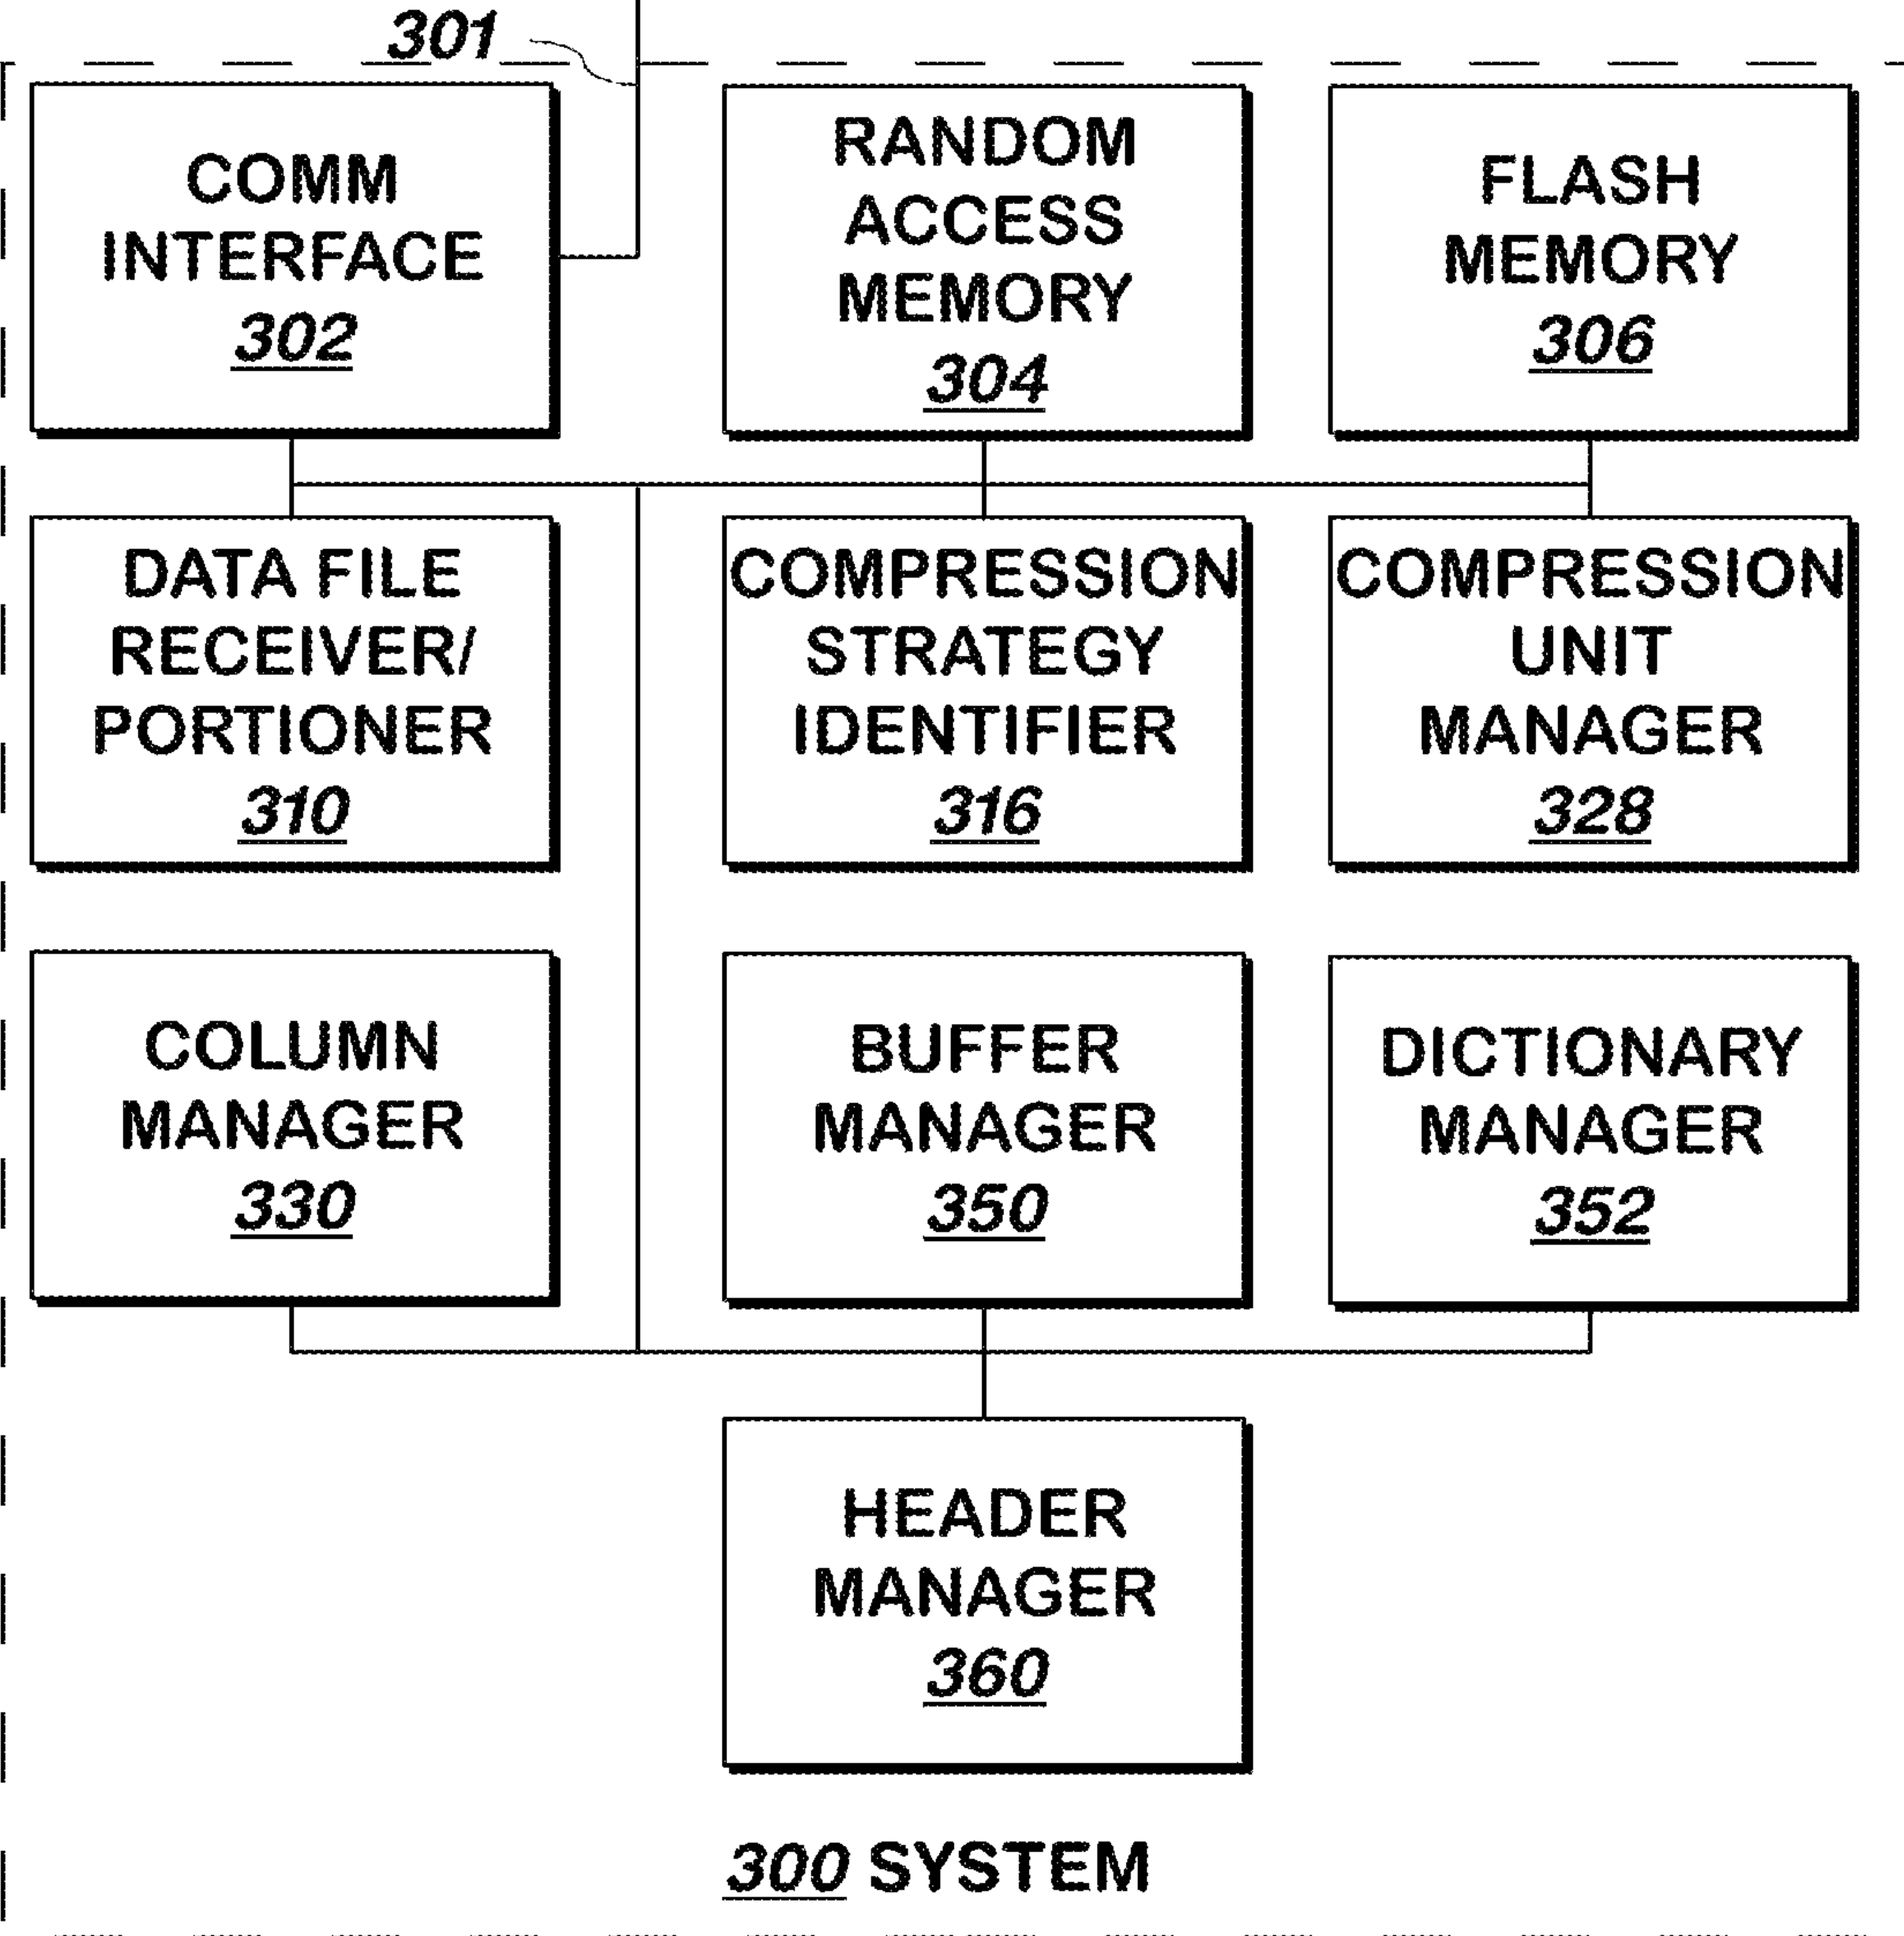 301
COMM
INTERFACE
302
RANDOM
ACCESS
MEMORY
304
FLASH
MEMORY
306
DATA FILE
RECEIVER/
PORTIONER
310
COMPRESSION
STRATEGY
IDENTIFIER
316
COMPRESSION
UNIT
MANAGER
328
COLUMN
MANAGER
330
BUFFER
MANAGER
350
DICTIONARY
MANAGER
352
HEADER
MANAGER
360
300 SYSTEM